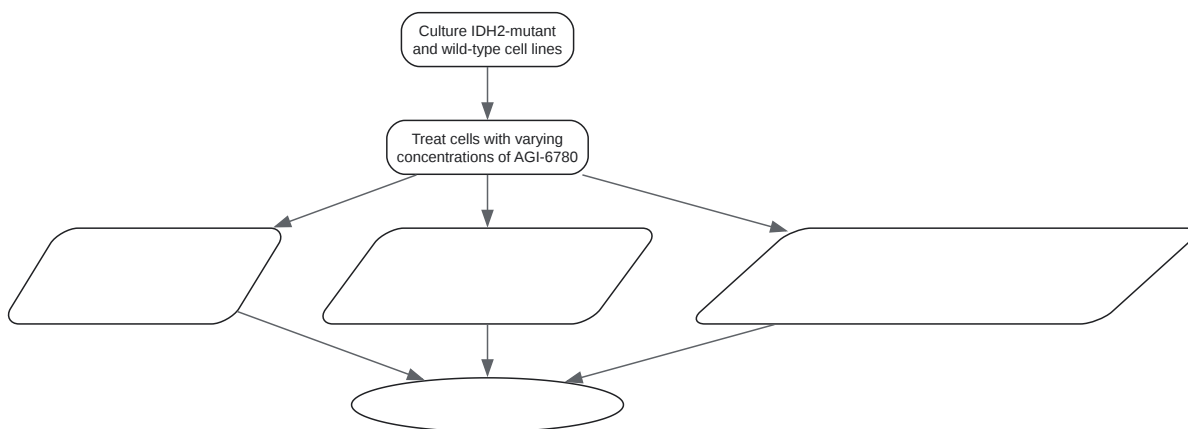 Culture IDH2-mutant
and wild-type cell lines
Treat cells with varying
concentrations of AGI-6780